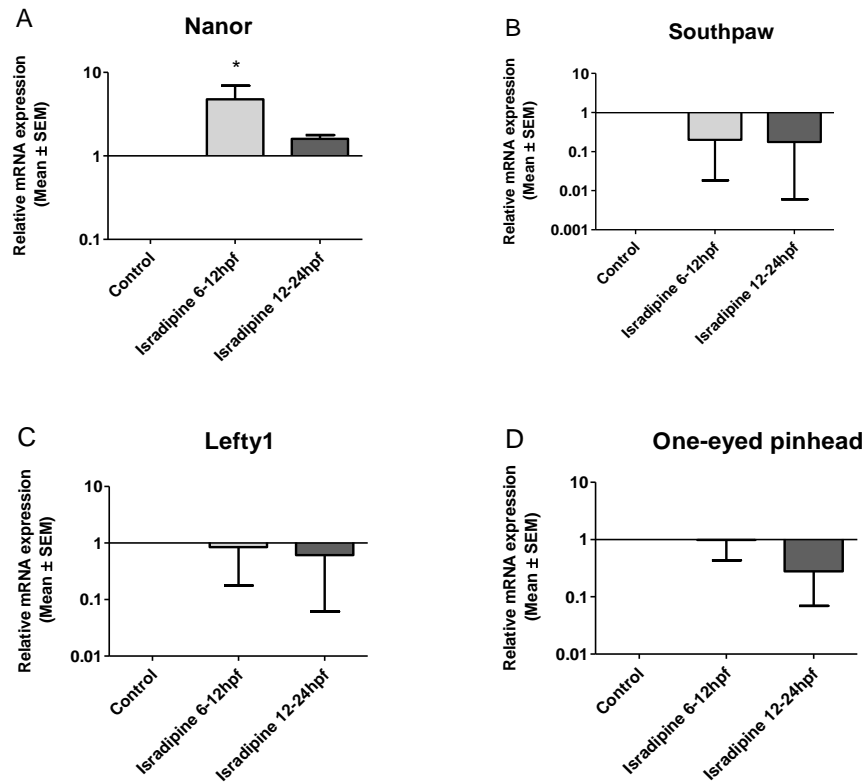 A
Nanor
Relative mRNA expression
(Mean ± SEM)
10
1
0.1
*
Control
Isradipine 6-12hpf
Isradipine 12-24hpf
B
Southpaw
Relative mRNA expression
(Mean ± SEM)
10
1
0.1
0.01
0.001
Control
Isradipine 6-12hpf
Isradipine 12-24hpf
C
Lefty1
Relative mRNA expression
(Mean ± SEM)
10
1
0.1
0.01
Control
Isradipine 6-12hpf
Isradipine 12-24hpf
D
One-eyed pinhead
Relative mRNA expression
(Mean ± SEM)
10
1
0.1
0.01
Control
Isradipine 6-12hpf
Isradipine 12-24hpf